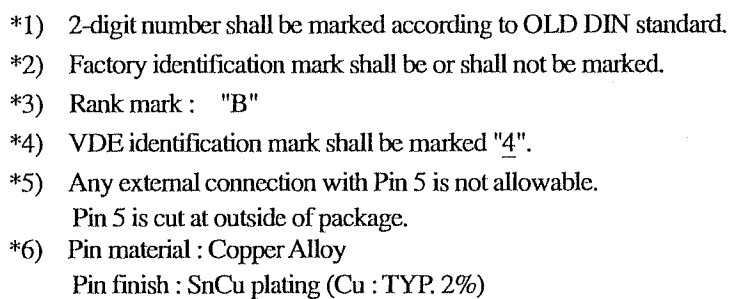 *1) 2-digit number shall be marked according to OLD DIN standard.
*2) Factory identification mark shall be or shall not be marked.
*3) Rank mark : "B"
*4) VDE identification mark shall be marked "4".
*5) Any external connection with Pin 5 is not allowable.
Pin 5 is cut at outside of package.
*6) Pin material : Copper Alloy
Pin finish : SnCu plating (Cu : TYP. 2%)